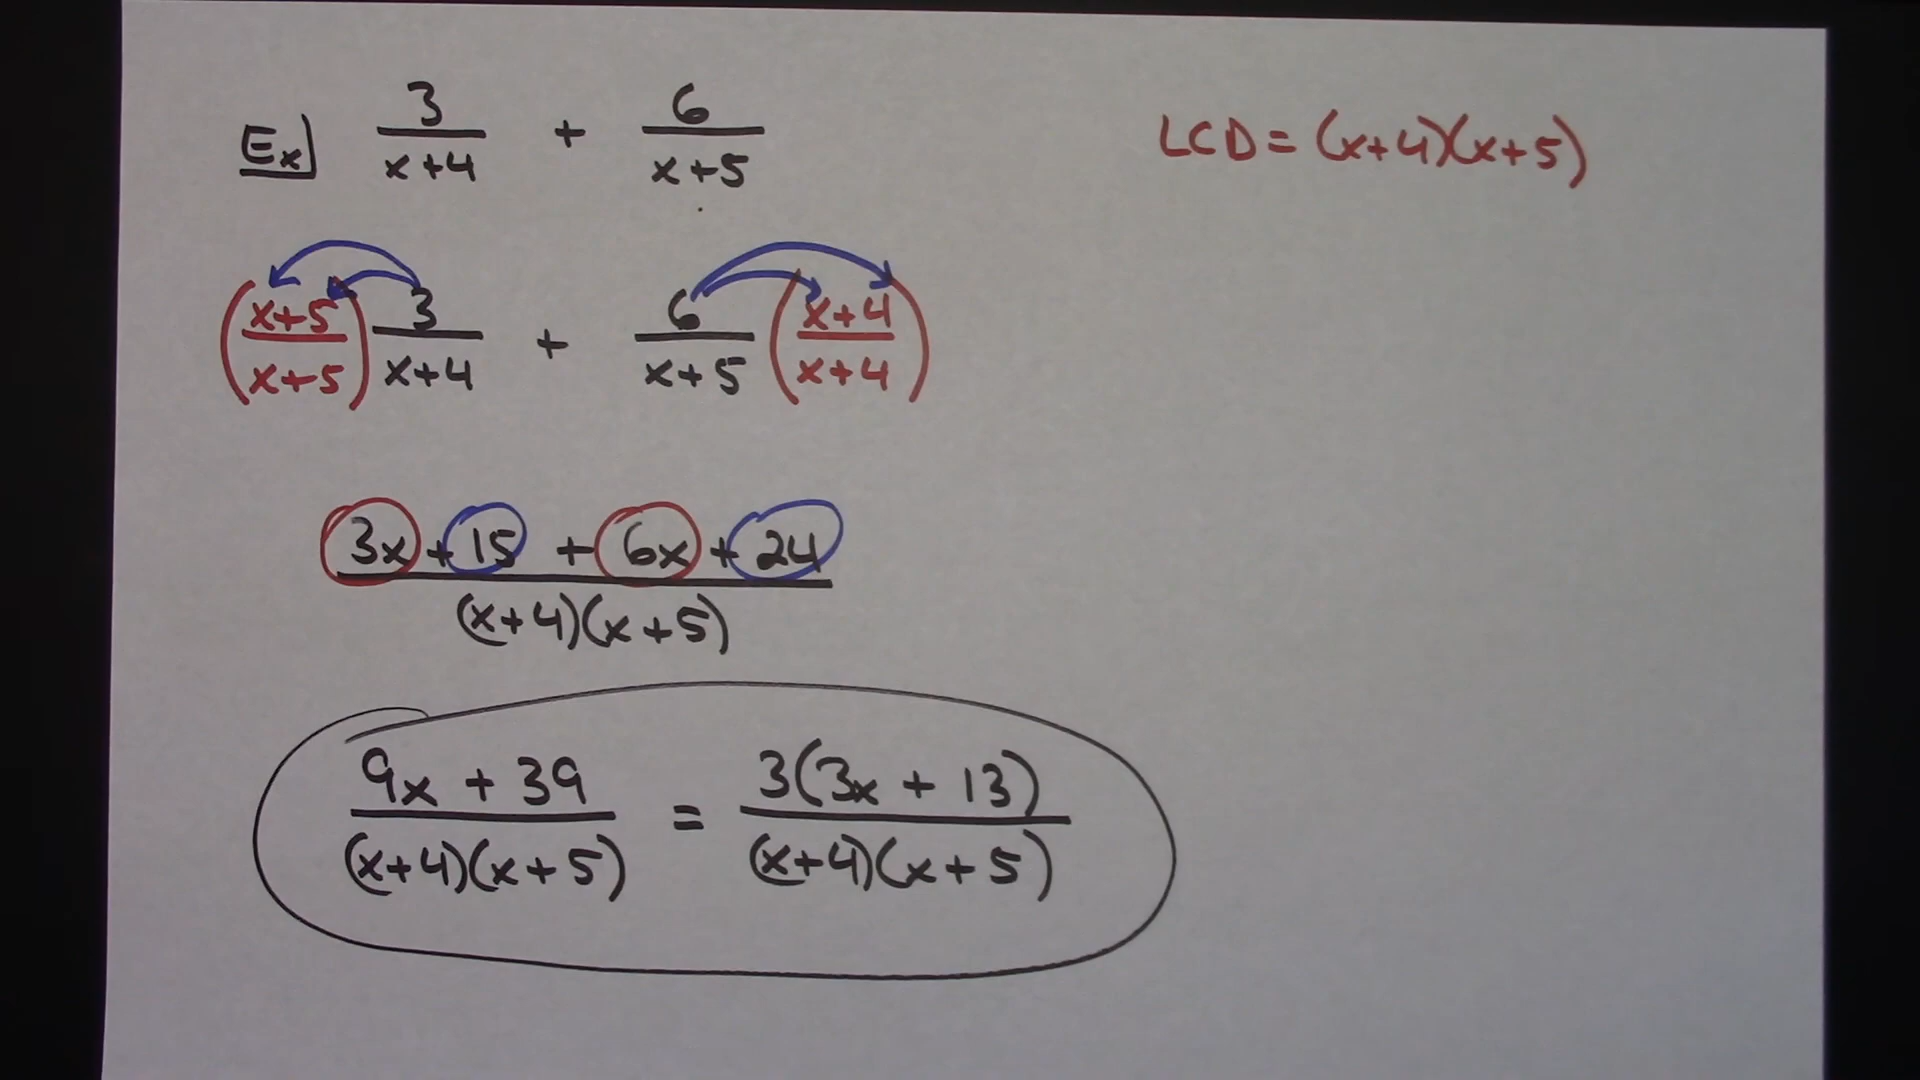 Ex) 3/(x+4) + 6/(x+5)
LCD = (x+4)(x+5)
((x+5)/(x+5)) 3/(x+4) + 6/(x+5) ((x+4)/(x+4))
(3x + 15 + 6x + 24)/((x+4)(x+5))
(9x + 39)/((x+4)(x+5)) = 3(3x + 13)/((x+4)(x+5))